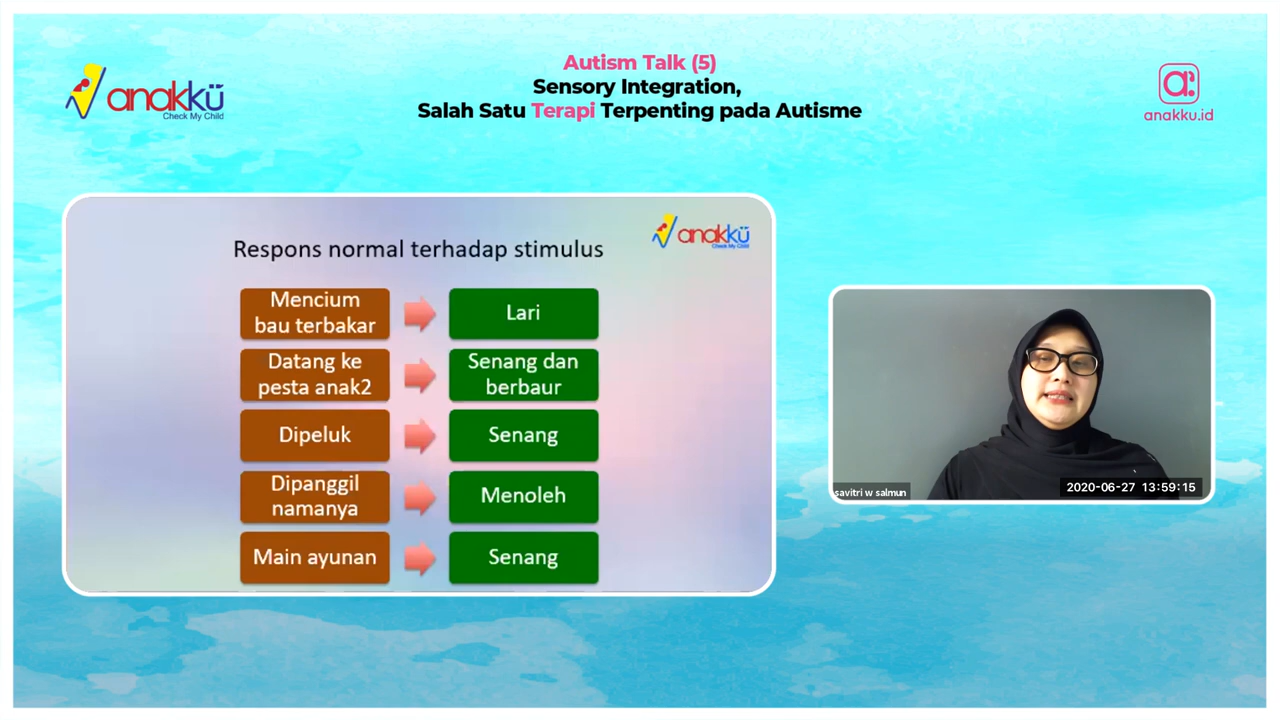 Autism Talk (5)
Sensory Integration,
Salah Satu Terapi Terpenting pada Autisme
anakkü
Check My Child
anakku.id
anakkü
Check My Child
Respons normal terhadap stimulus
Mencium
bau terbakar
Lari
Datang ke
pesta anak2
Senang dan
berbaur
Dipeluk
Senang
Dipanggil
namanya
Menoleh
Main ayunan
Senang
savitri w salmun
2020-06-27 13:59:15